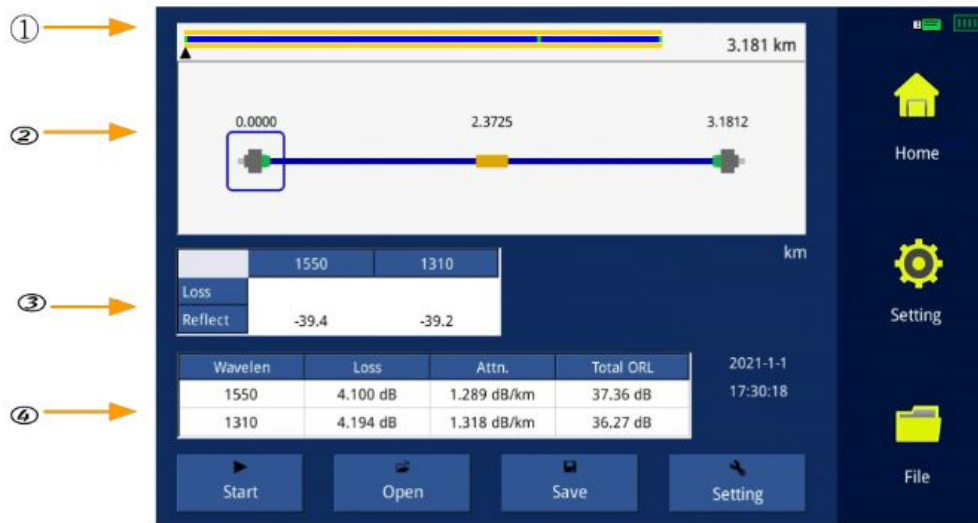 ①
3.181 km
②
0.0000 2.3725 3.1812
Home
km
1550 1310
Loss
③
Reflect -39.4 -39.2
Setting
Wavelen Loss Attn. Total ORL
1550 4.100 dB 1.289 dB/km 37.36 dB
1310 4.194 dB 1.318 dB/km 36.27 dB
④
2021-1-1
17:30:18
Start Open Save Setting
File